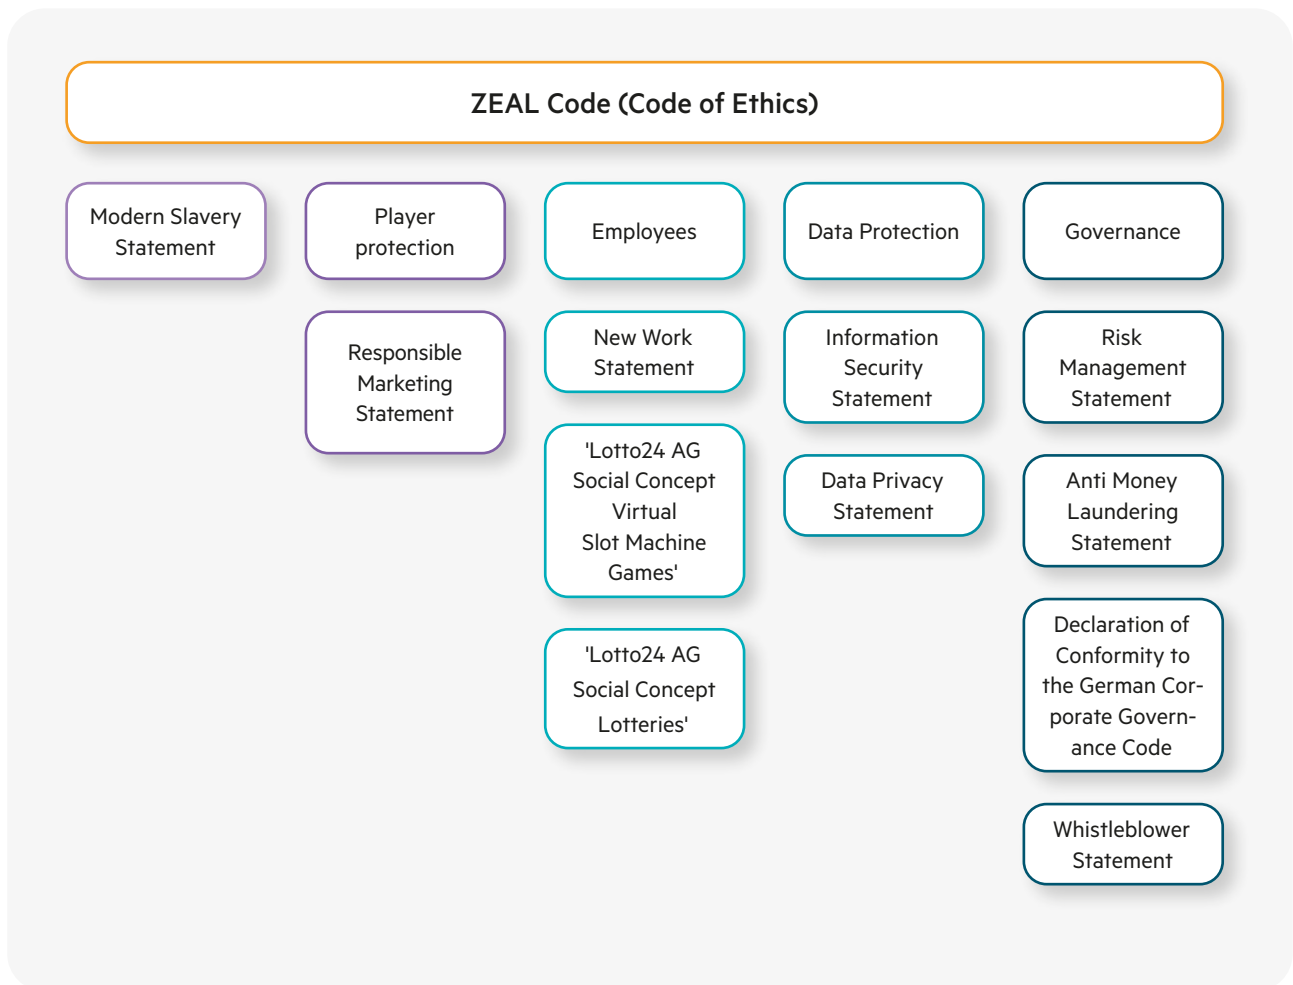 ZEAL Code (Code of Ethics)
Modern Slavery
Statement
Player
protection
Employees
Data Protection
Governance
Responsible
Marketing
Statement
New Work
Statement
'Lotto24 AG
Social Concept
Virtual
Slot Machine
Games'
'Lotto24 AG
Social Concept
Lotteries'
Information
Security
Statement
Data Privacy
Statement
Risk
Management
Statement
Anti Money
Laundering
Statement
Declaration of
Conformity to
the German Cor-
porate Govern-
ance Code
Whistleblower
Statement